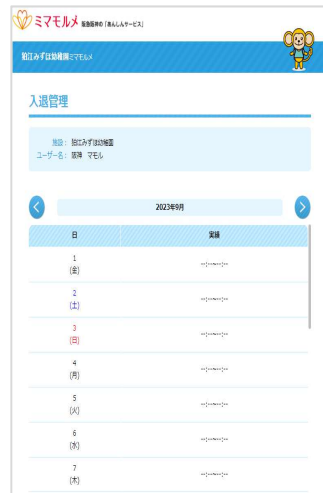 ミマモルメ 阪急阪神の「あんしんサービス」
狛江みずほ幼稚園ミマモルメ
入退管理
施設： 狛江みずほ幼稚園
ユーザー名： 阪神 マモル
2023年9月
日 実績
1
(金) --:--~--:--
2
(土)
3
(日) --:--~--:--
4
(月) --:--~--:--
5
(火) --:--~--:--
6
(水) --:--~--:--
7
(木) --:--~--:--